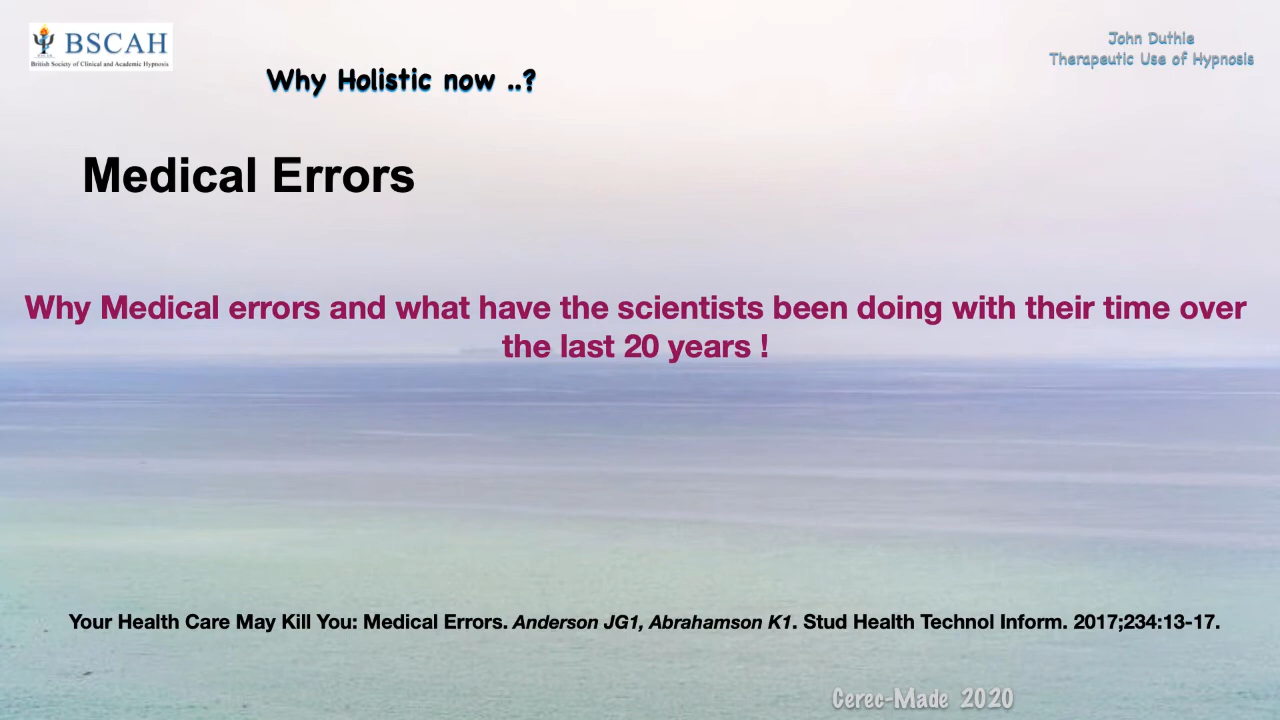 BSCAH
British Society of Clinical and Academic Hypnosis
John Duthie
Therapeutic Use of Hypnosis
Why Holistic now ..?
Medical Errors
Why Medical errors and what have the scientists been doing with their time over
the last 20 years !
Your Health Care May Kill You: Medical Errors. Anderson JG1, Abrahamson K1. Stud Health Technol Inform. 2017;234:13-17.
Cerec-Made 2020